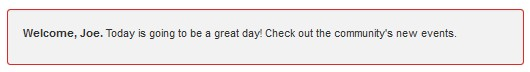 Welcome, Joe. Today is going to be a great day! Check out the community's new events.